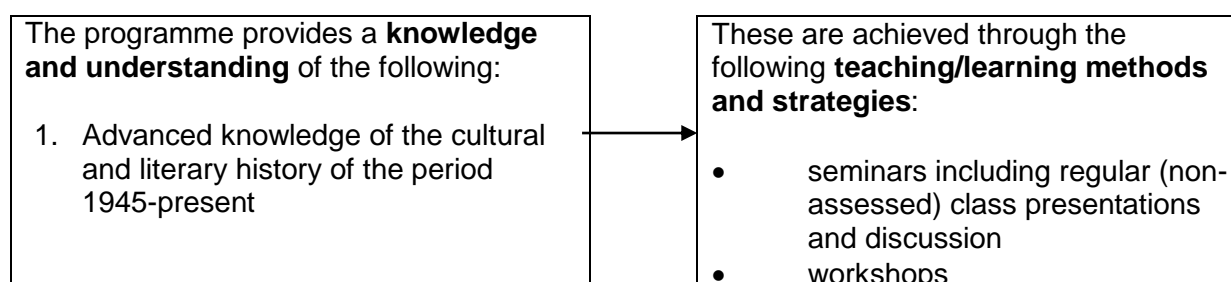 The programme provides a knowledge
and understanding of the following:
1. Advanced knowledge of the cultural
and literary history of the period
1945-present
These are achieved through the
following teaching/learning methods
and strategies:
• seminars including regular (non-
assessed) class presentations
and discussion
• workshops